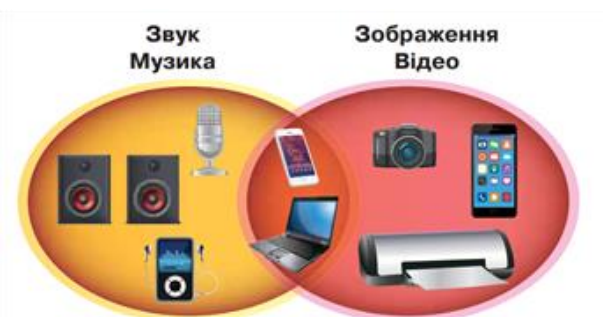 Звук
Музика
Зображення
Відео